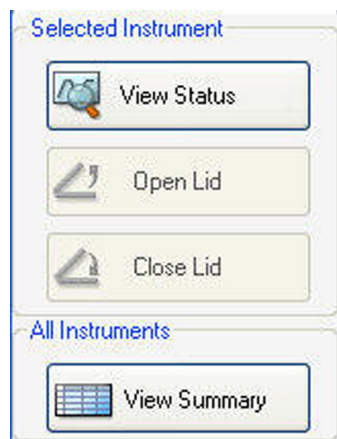 Selected Instrument
View Status
Open Lid
Close Lid
All Instruments
View Summary